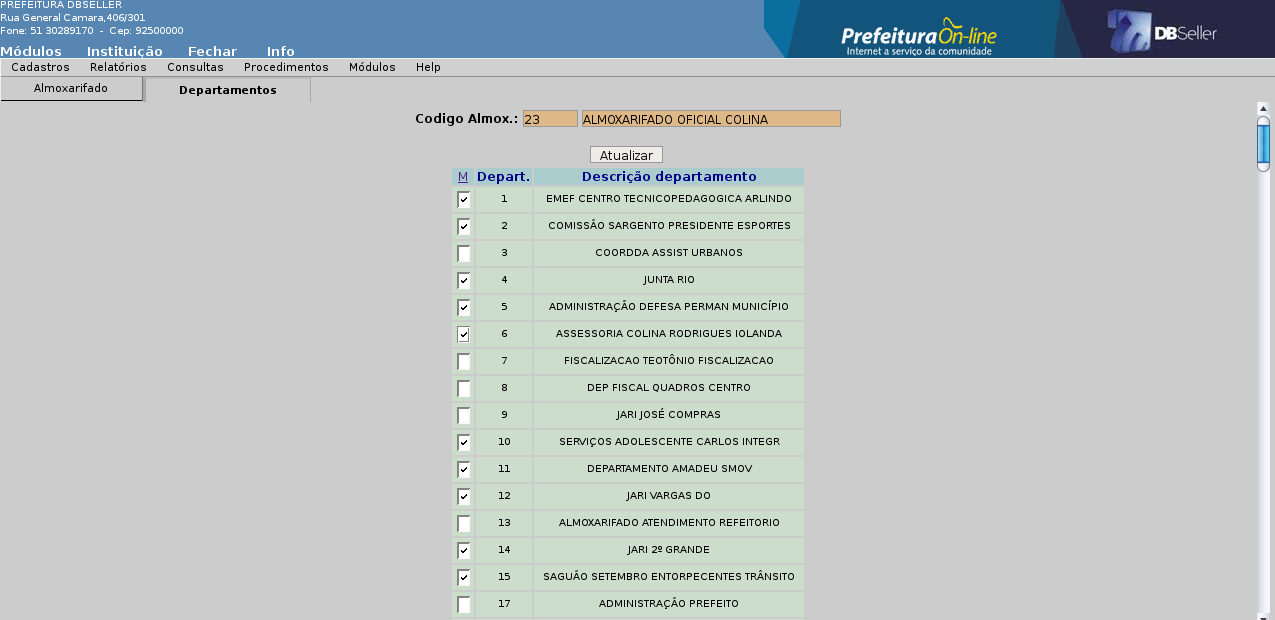 PREFEITURA DBSELLER
Rua General Camara,406/301
Fone: 51 30289170 - Cep: 92500000
Módulos Instituição Fechar Info
PrefeituraOn-line
Internet a serviço da comunidade
DBSeller
Cadastros Relatórios Consultas Procedimentos Módulos Help
Almoxarifado Departamentos
Codigo Almox.: 23 ALMOXARIFADO OFICIAL COLINA
Atualizar
M Depart. Descrição departamento
1 EMEF CENTRO TECNICOPEDAGOGICA ARLINDO
2 COMISSÃO SARGENTO PRESIDENTE ESPORTES
3 COORDDA ASSIST URBANOS
4 JUNTA RIO
5 ADMINISTRAÇÃO DEFESA PERMAN MUNICÍPIO
6 ASSESSORIA COLINA RODRIGUES IOLANDA
7 FISCALIZACAO TEOTÔNIO FISCALIZACAO
8 DEP FISCAL QUADROS CENTRO
9 JARI JOSÉ COMPRAS
10 SERVIÇOS ADOLESCENTE CARLOS INTEGR
11 DEPARTAMENTO AMADEU SMOV
12 JARI VARGAS DO
13 ALMOXARIFADO ATENDIMENTO REFEITORIO
14 JARI 2º GRANDE
15 SAGUÃO SETEMBRO ENTORPECENTES TRÂNSITO
17 ADMINISTRAÇÃO PREFEITO